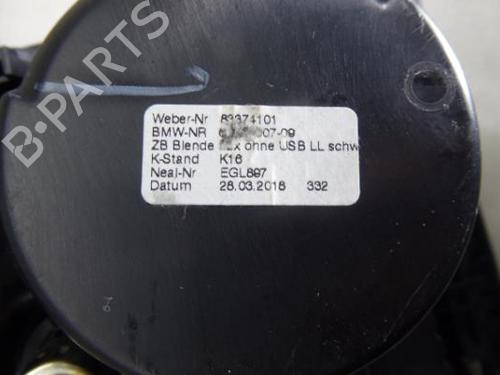 Weber-Nr 83374101
BMW-NR
ZB Blende ohne USB LL schw
K-Stand K16
Neal-Nr EGL897
Datum 28.03.2018 332
B-PARTS